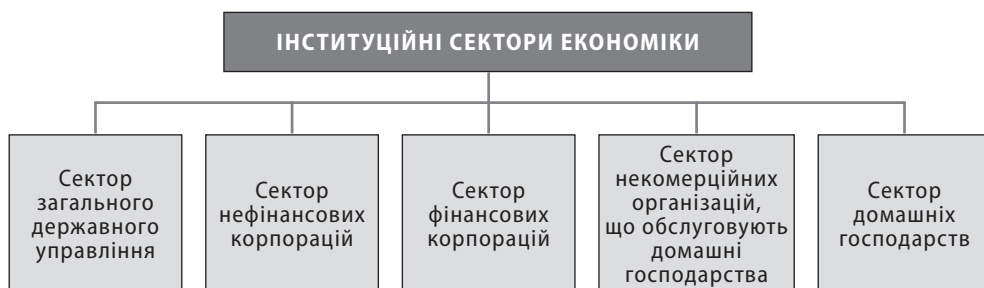 ІНСТИТУЦІЙНІ СЕКТОРИ ЕКОНОМІКИ
Сектор
загального
державного
управління
Сектор
нефінансових
корпорацій
Сектор
фінансових
корпорацій
Сектор
некомерційних
організацій,
що обслуговують
домашні
господарства
Сектор
домашніх
господарств